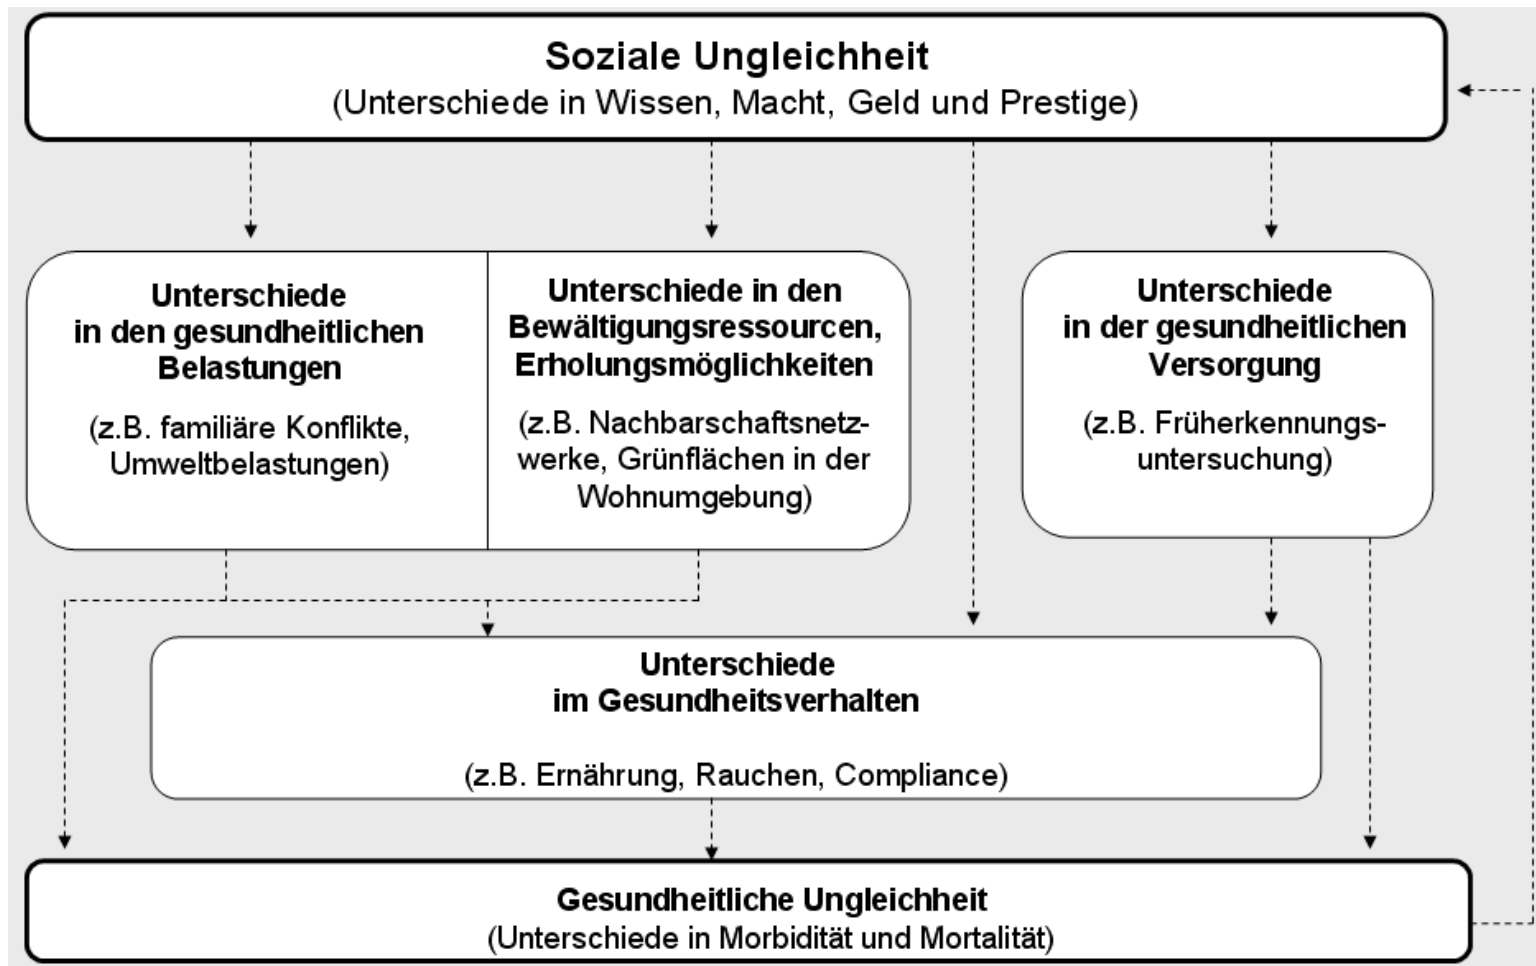 Soziale Ungleichheit
(Unterschiede in Wissen, Macht, Geld und Prestige)
Unterschiede
in den gesundheitlichen
Belastungen
(z.B. familiäre Konflikte,
Umweltbelastungen)
Unterschiede in den
Bewältigungsressourcen,
Erholungsmöglichkeiten
(z.B. Nachbarschaftsnetz-
werke, Grünflächen in der
Wohnumgebung)
Unterschiede
in der gesundheitlichen
Versorgung
(z.B. Früherkennungs-
untersuchung)
Unterschiede
im Gesundheitsverhalten
(z.B. Ernährung, Rauchen, Compliance)
Gesundheitliche Ungleichheit
(Unterschiede in Morbidität und Mortalität)